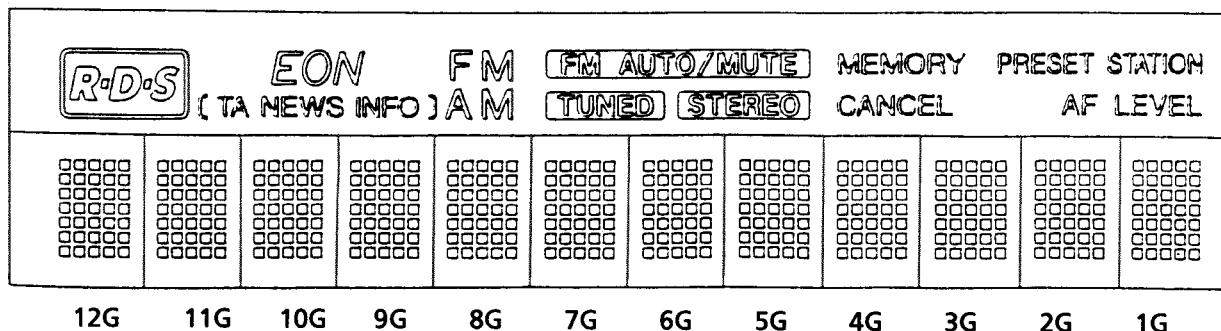 R·D·S EON FM FM AUTO/MUTE MEMORY PRESET STATION
[ TA NEWS INFO ] AM TUNED STEREO CANCEL AF LEVEL
12G 11G 10G 9G 8G 7G 6G 5G 4G 3G 2G 1G